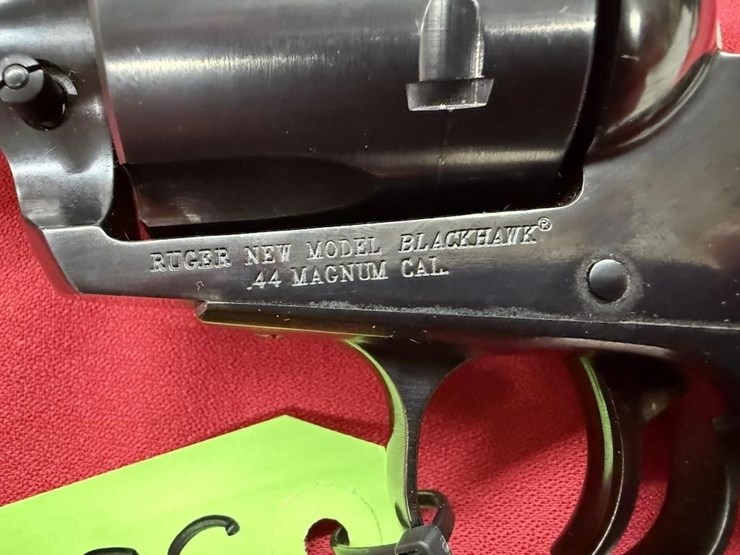 RUGER NEW MODEL BLACKHAWK®
.44 MAGNUM CAL.